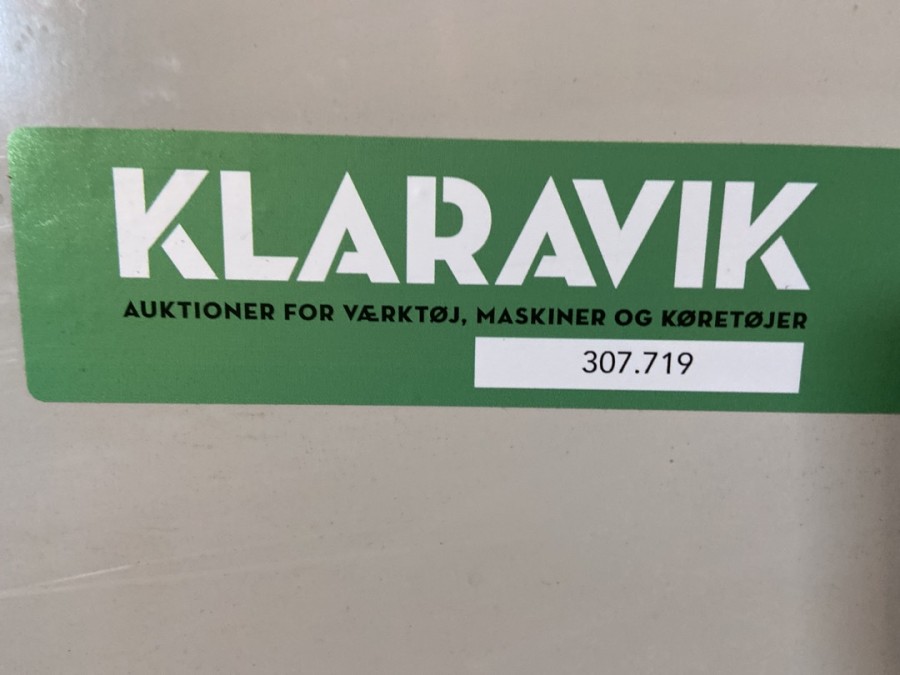 KLARAVIK
AUKTIONER FOR VÆRKTØJ, MASKINER OG KØRETØJER
307.719